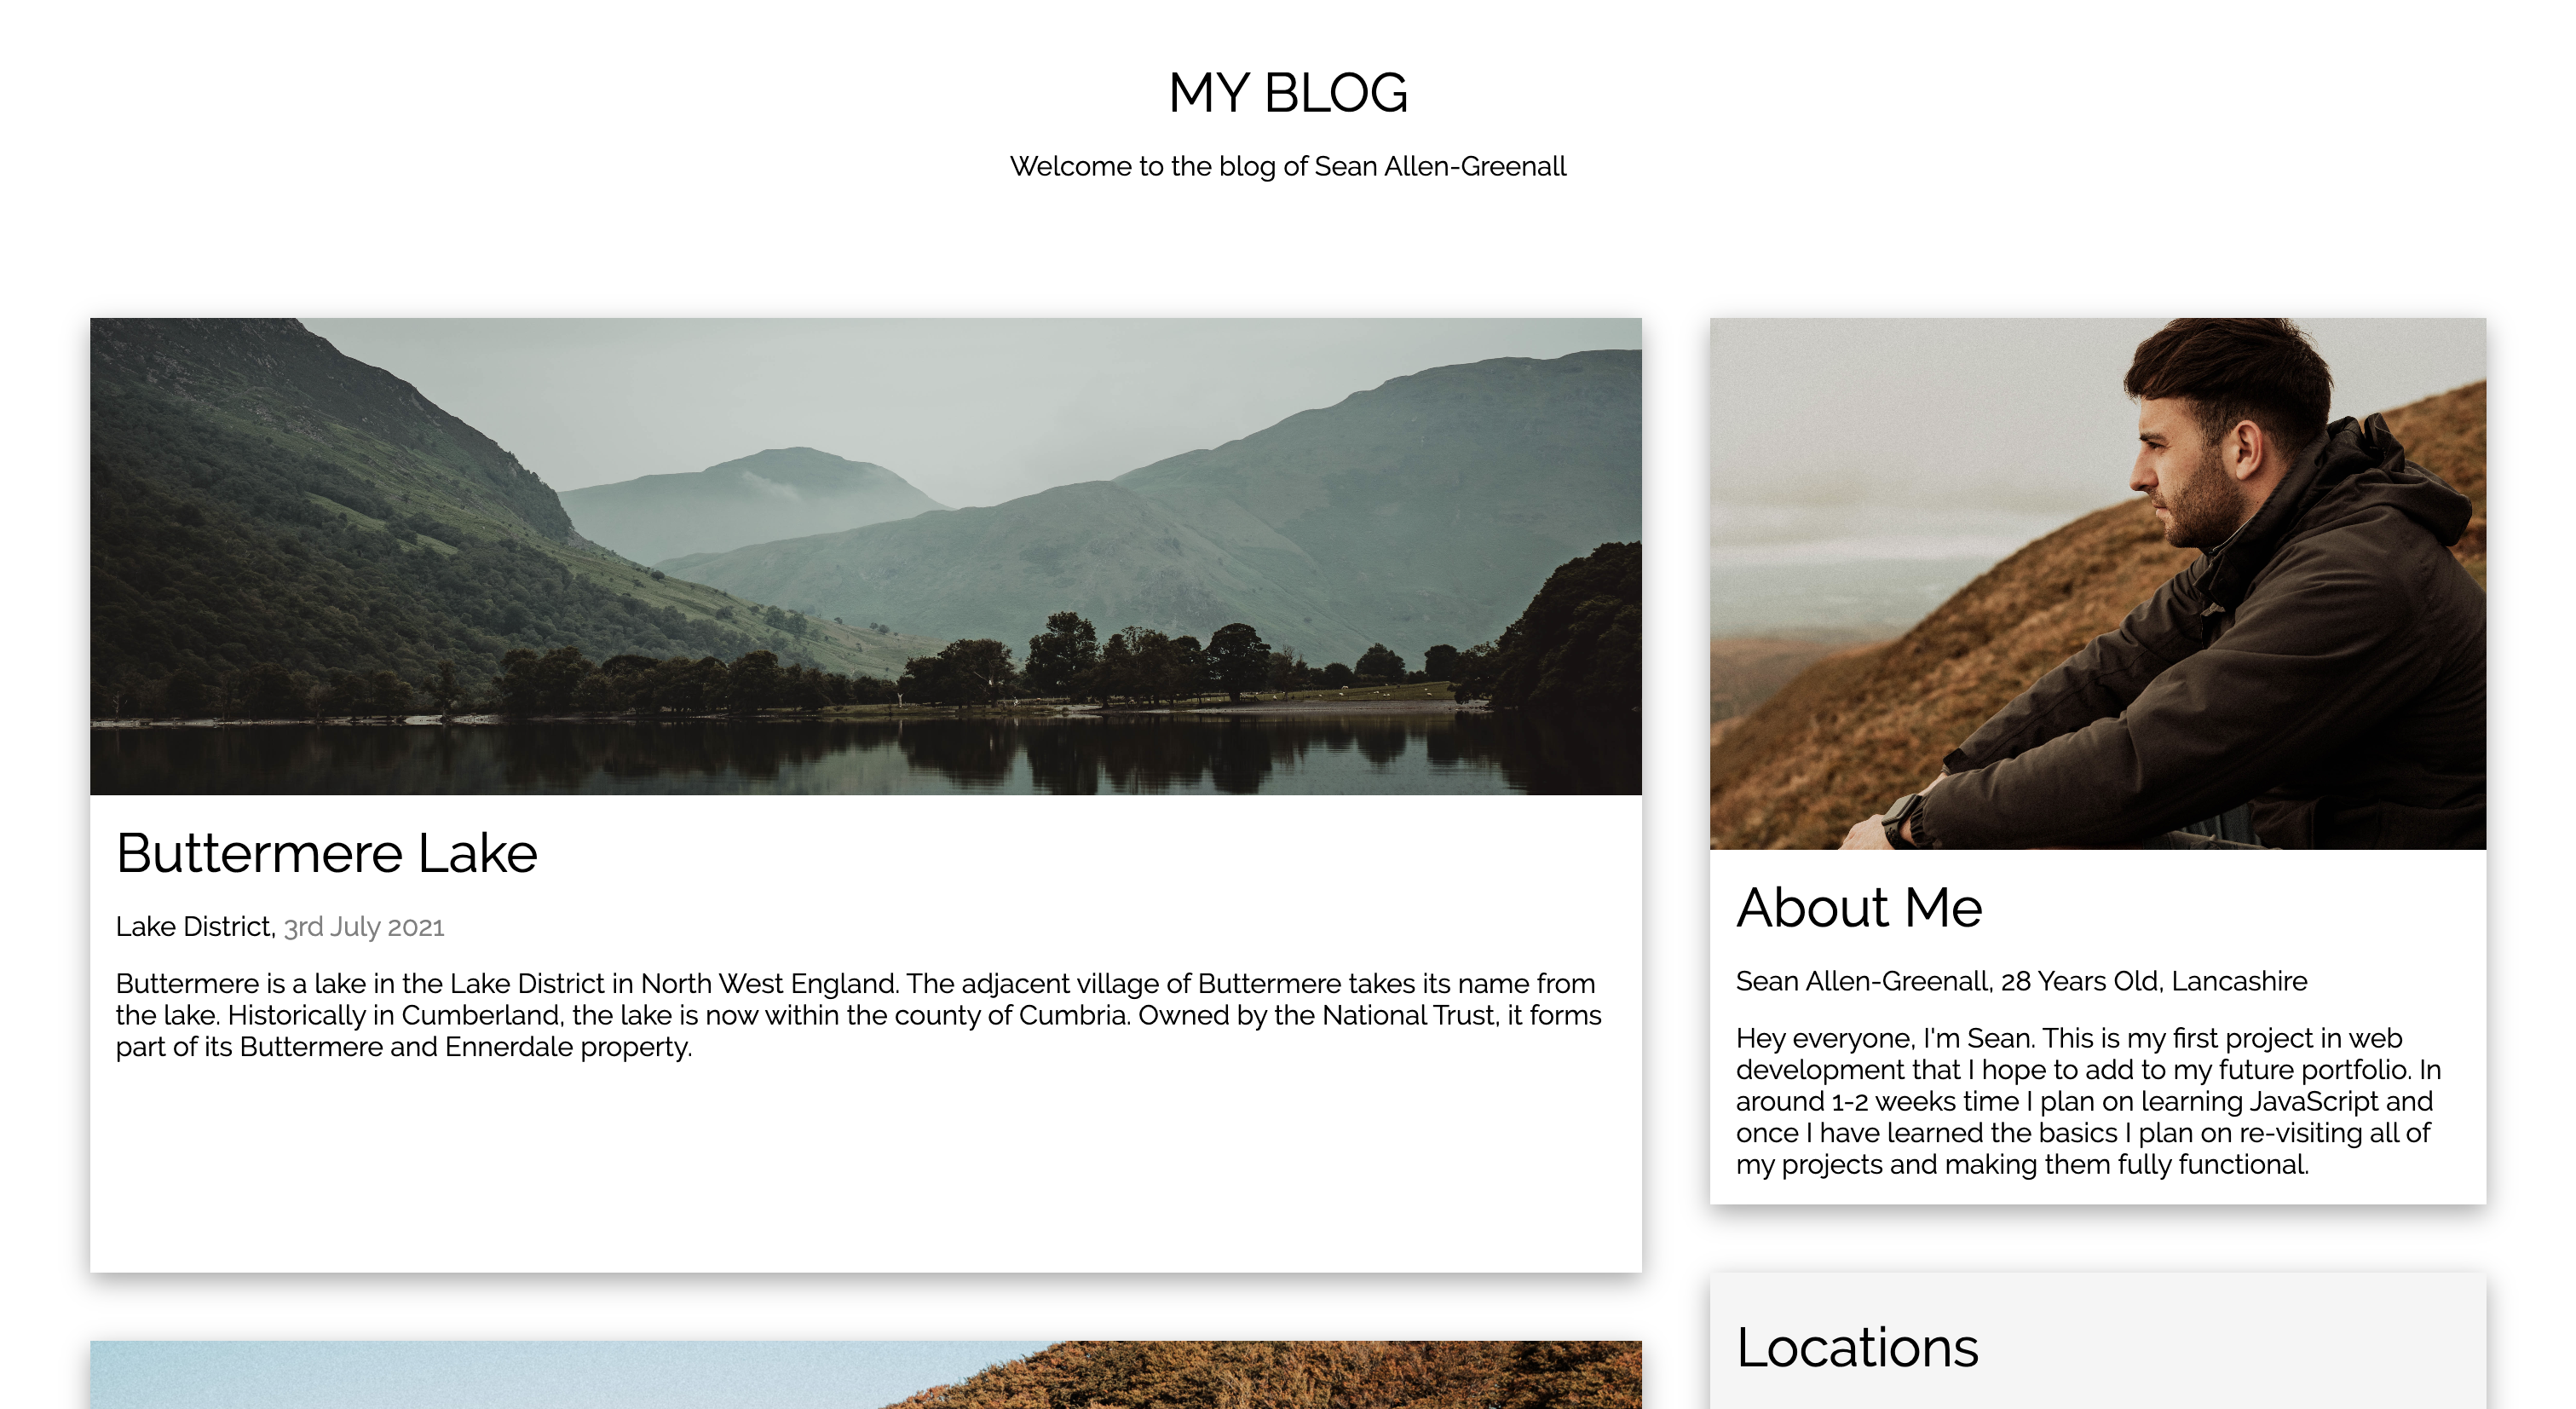 MY BLOG
Welcome to the blog of Sean Allen-Greenall
Buttermere Lake
Lake District, 3rd July 2021
Buttermere is a lake in the Lake District in North West England. The adjacent village of Buttermere takes its name from
the lake. Historically in Cumberland, the lake is now within the county of Cumbria. Owned by the National Trust, it forms
part of its Buttermere and Ennerdale property.
About Me
Sean Allen-Greenall, 28 Years Old, Lancashire
Hey everyone, I'm Sean. This is my first project in web
development that I hope to add to my future portfolio. In
around 1-2 weeks time I plan on learning JavaScript and
once I have learned the basics I plan on re-visiting all of
my projects and making them fully functional.
Locations